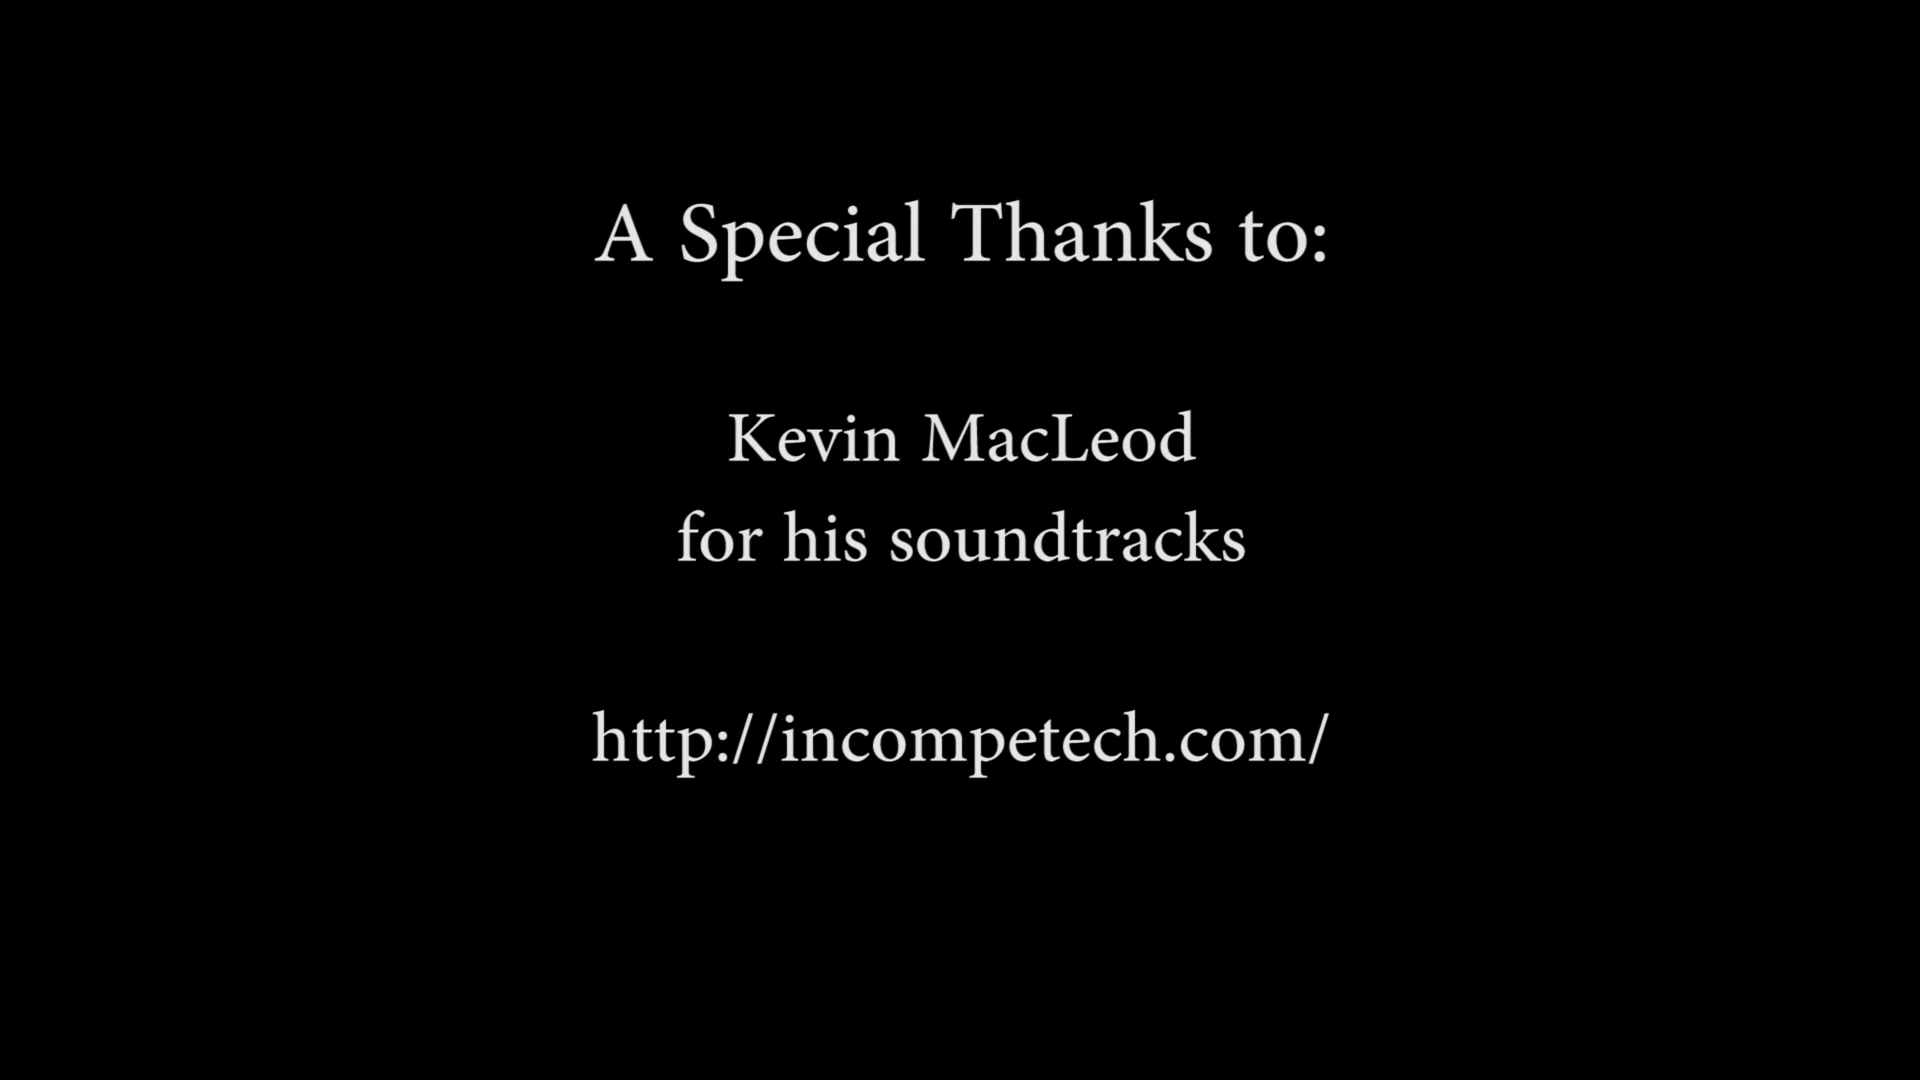 A Special Thanks to:
Kevin MacLeod
for his soundtracks
http://incompetech.com/